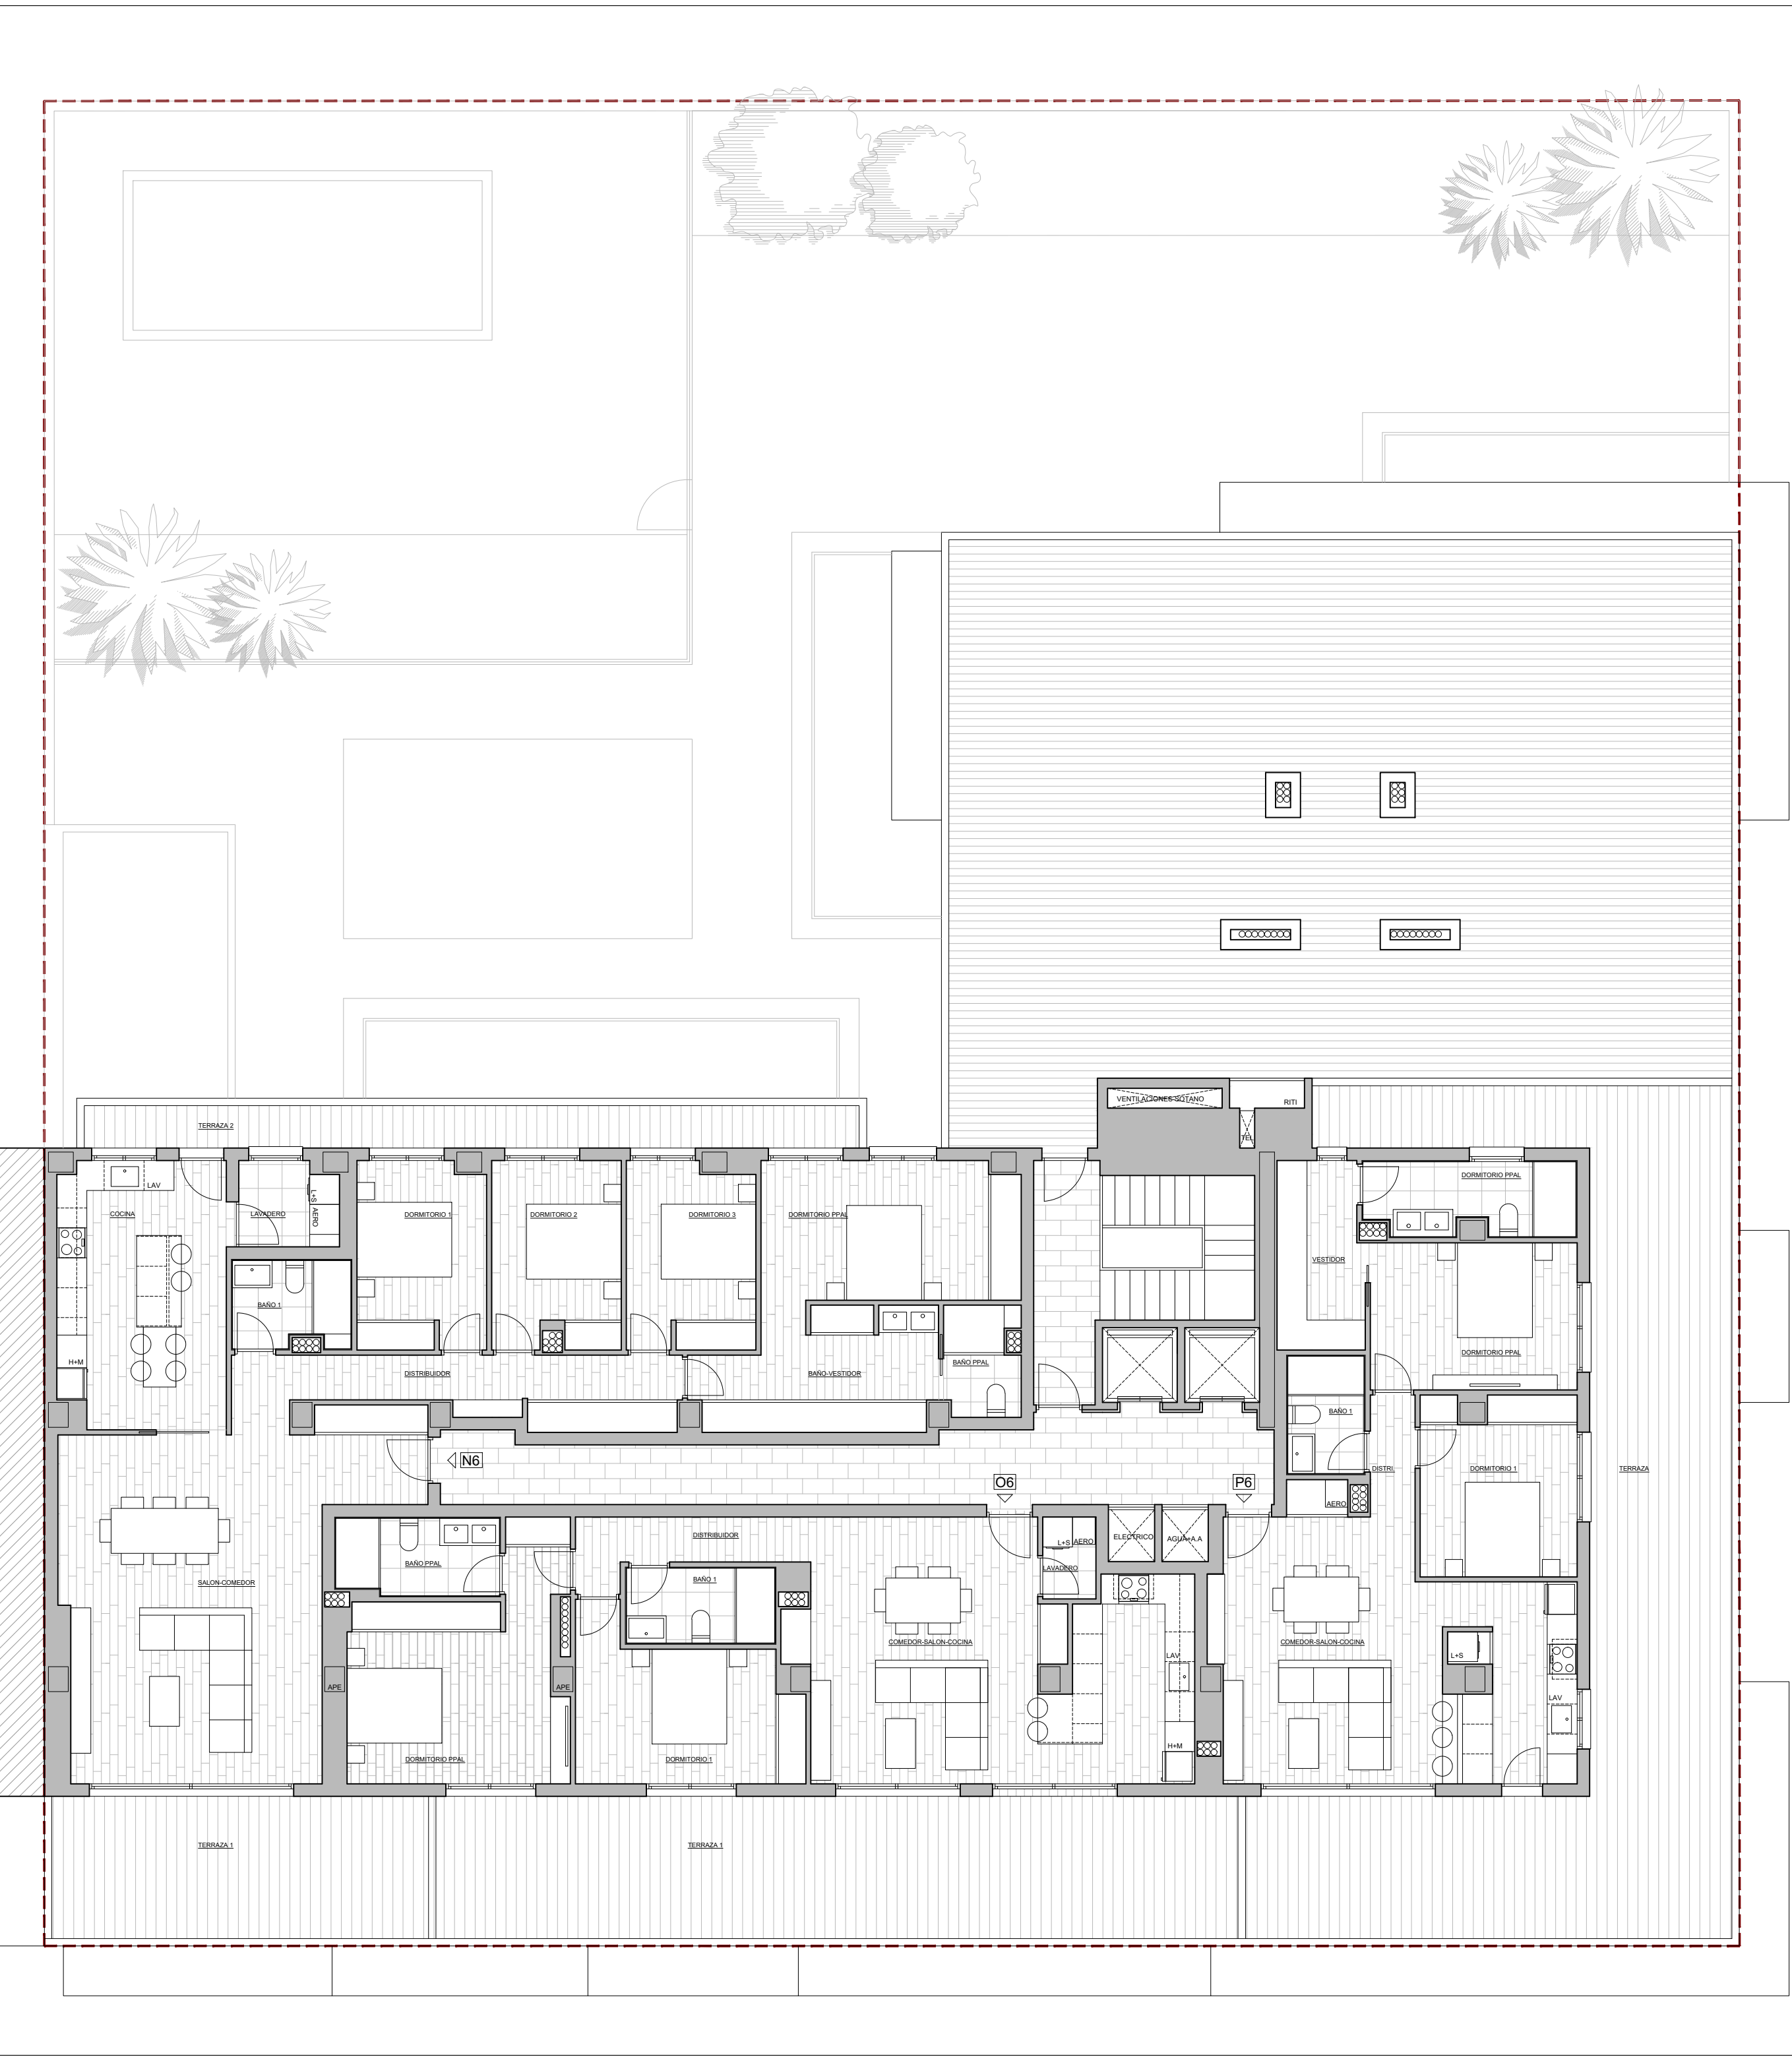 VENTILACIONES SOTANO
RITI
TEL
TERRAZA 2
LAV
COCINA
LAVADERO
L+S
AERO
DORMITORIO 1
DORMITORIO 2
DORMITORIO 3
DORMITORIO PPAL
DORMITORIO PPAL
VESTIDOR
BAÑO 1
H+M
DISTRIBUIDOR
BAÑO-VESTIDOR
BAÑO PPAL
DORMITORIO PPAL
BAÑO 1
N6
O6
P6
DISTRI.
DORMITORIO 1
TERRAZA
AERO
DISTRIBUIDOR
L+S
AERO
ELECTRICO
AGUA+A.A
BAÑO PPAL
LAVADERO
BAÑO 1
SALON-COMEDOR
COMEDOR-SALON-COCINA
COMEDOR-SALON-COCINA
LAV
L+S
APE
APE
LAV
DORMITORIO PPAL
DORMITORIO 1
H+M
TERRAZA 1
TERRAZA 1